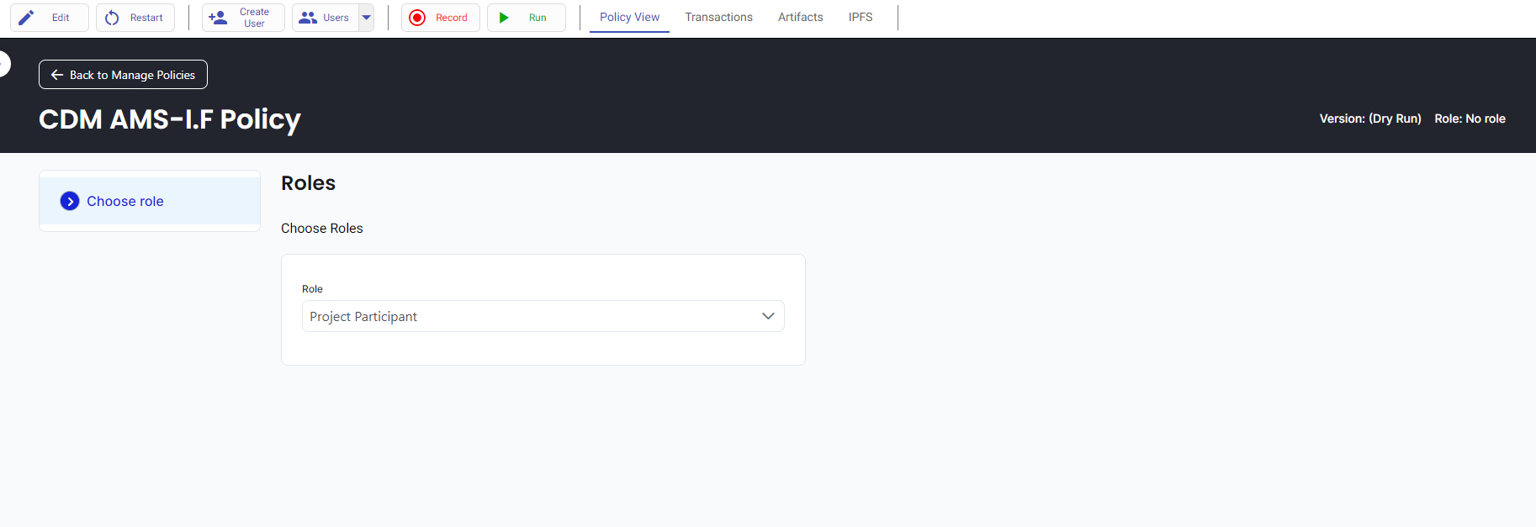 Edit
Restart
Create
User
Users
Record
Run
Policy View
Transactions
Artifacts
IPFS
Back to Manage Policies
CDM AMS-I.F Policy
Version: (Dry Run)
Role: No role
Choose role
Roles
Choose Roles
Role
Project Participant